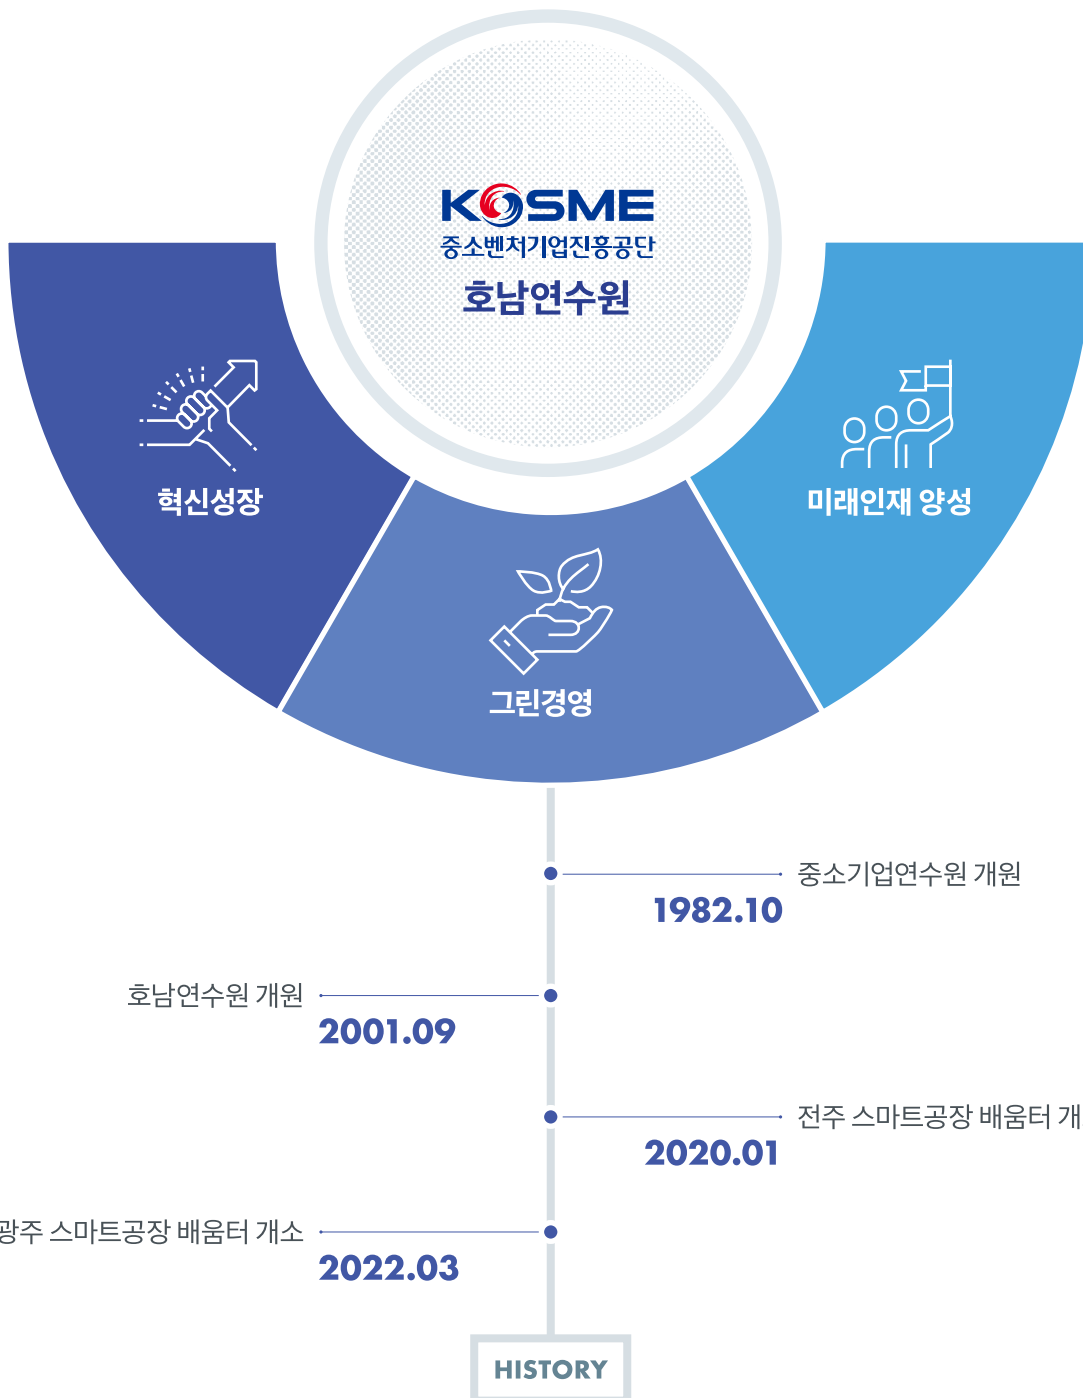 KOSME
중소벤처기업진흥공단
호남연수원
혁신성장
미래인재 양성
그린경영
중소기업연수원 개원
1982.10
호남연수원 개원
2001.09
전주 스마트공장 배움터 개
2020.01
광주 스마트공장 배움터 개소
2022.03
HISTORY